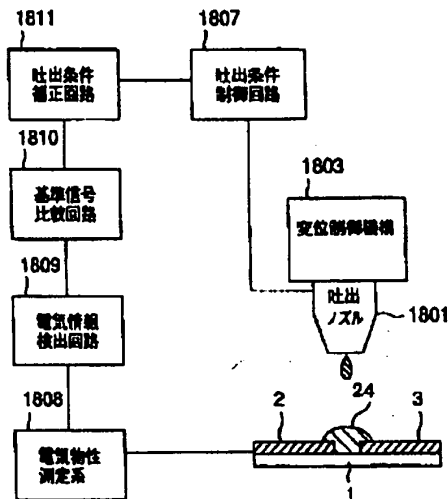 1811
吐出条件
補正回路
1807
吐出条件
制御回路
1810
基準信号
比較回路
1803
変位制御機構
吐出
ノズル
1801
1809
電気情報
検出回路
1808
電気物性
測定系
2
24
3
1